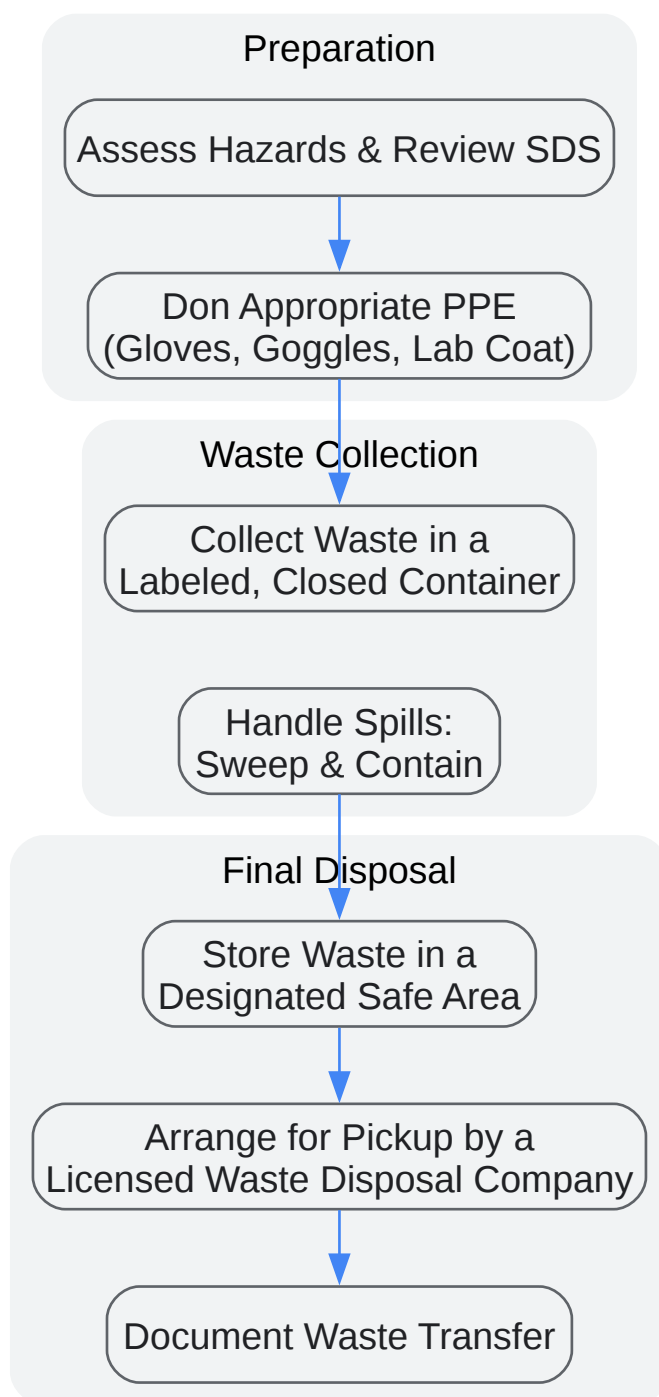 Preparation
Assess Hazards & Review SDS
Don Appropriate PPE
(Gloves, Goggles, Lab Coat)
Waste Collection
Collect Waste in a
Labeled, Closed Container
Handle Spills:
Sweep & Contain
Final Disposal
Store Waste in a
Designated Safe Area
Arrange for Pickup by a
Licensed Waste Disposal Company
Document Waste Transfer